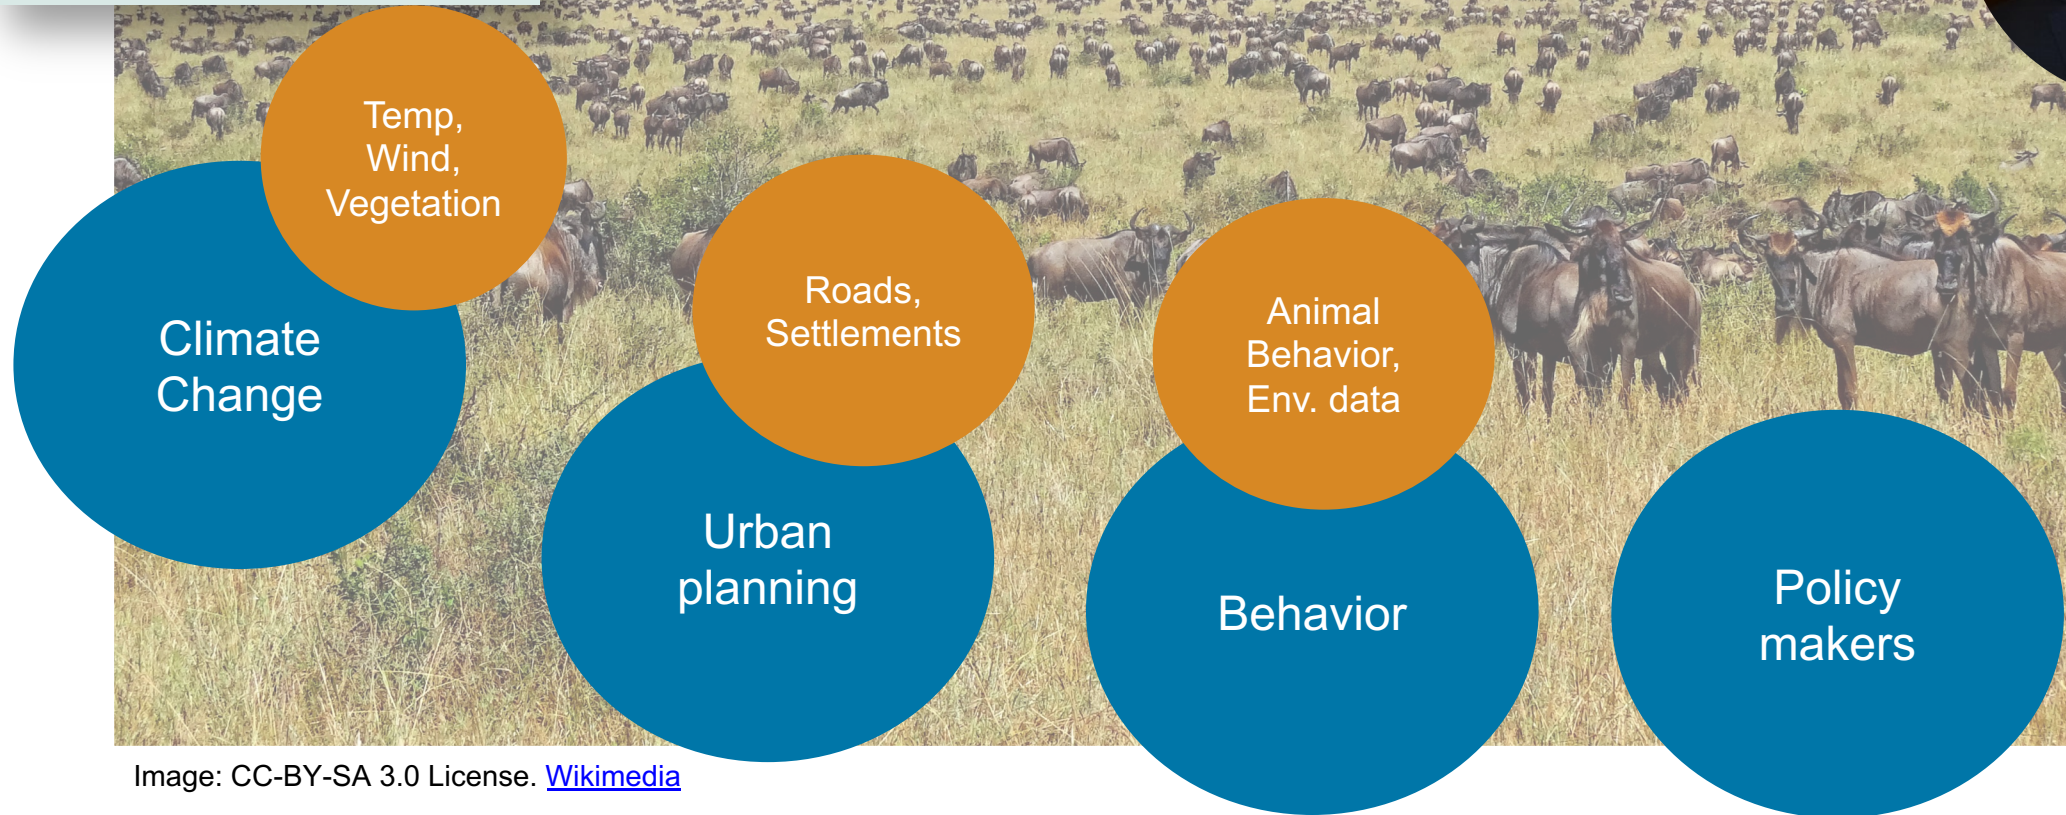 Temp,
Wind,
Vegetation
Climate
Change
Roads,
Settlements
Urban
planning
Animal
Behavior,
Env. data
Behavior
Policy
makers
Image: CC-BY-SA 3.0 License. Wikimedia